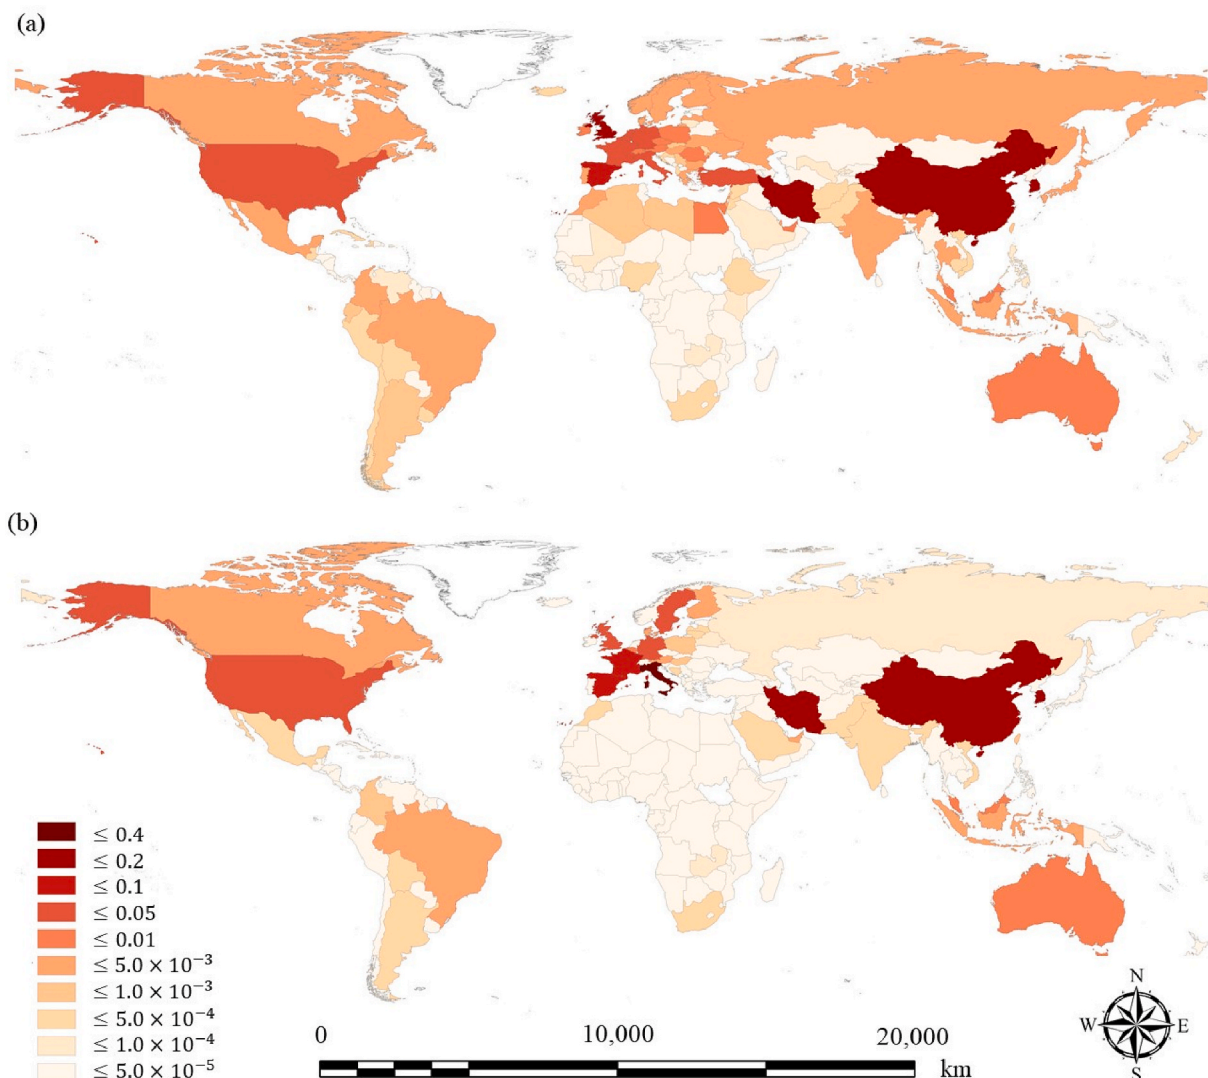 (a)
(b)
≤ 0.4
≤ 0.2
≤ 0.1
≤ 0.05
≤ 0.01
≤ 5.0 × 10⁻³
≤ 1.0 × 10⁻³
≤ 5.0 × 10⁻⁴
≤ 1.0 × 10⁻⁴
≤ 5.0 × 10⁻⁵
0 10,000 20,000
km
N
W E
S